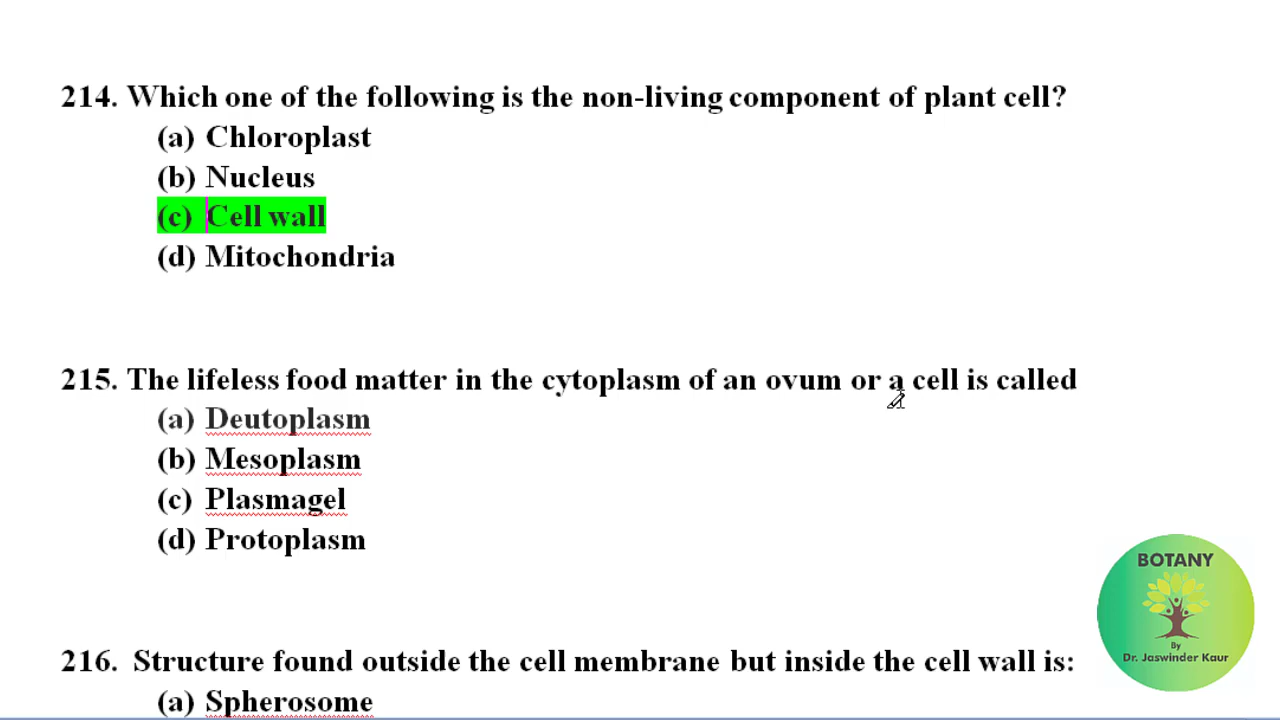 214. Which one of the following is the non-living component of plant cell?
(a) Chloroplast
(b) Nucleus
(c) Cell wall
(d) Mitochondria
215. The lifeless food matter in the cytoplasm of an ovum or a cell is called
(a) Deutoplasm
(b) Mesoplasm
(c) Plasmagel
(d) Protoplasm
216. Structure found outside the cell membrane but inside the cell wall is:
(a) Spherosome
BOTANY
By
Dr. Jaswinder Kaur